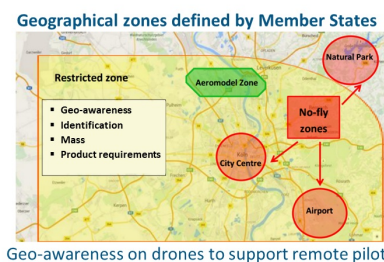 Geographical zones defined by Member States
Natural Park
Restricted zone
Aeromodel Zone
▪ Geo-awareness
▪ Identification
▪ Mass
▪ Product requirements
No-fly
zones
City Centre
Airport
Geo-awareness on drones to support remote pilot